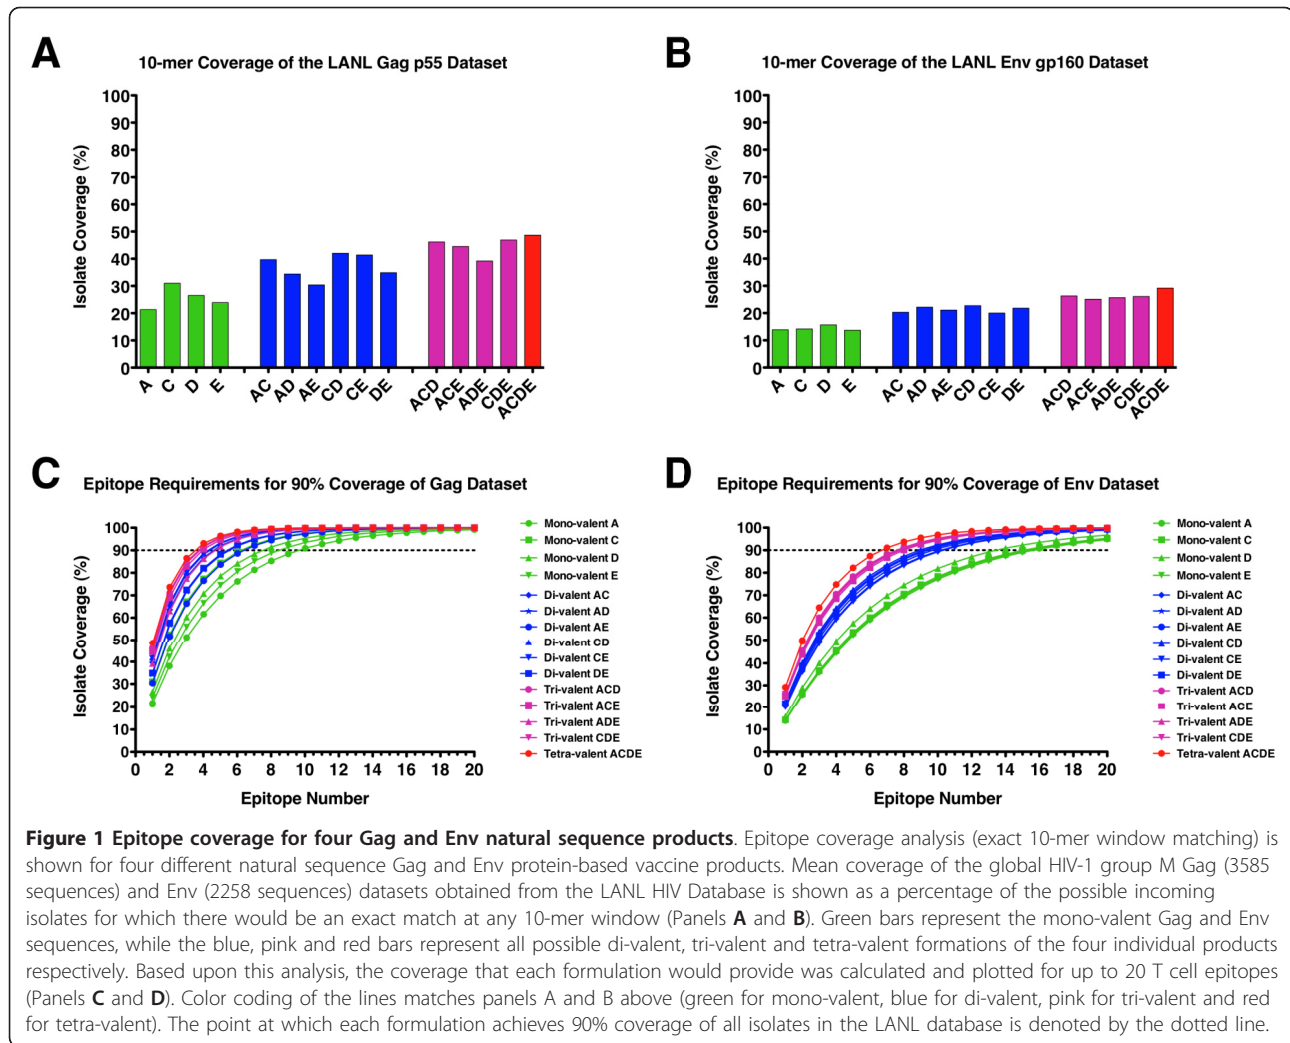 A
10-mer Coverage of the LANL Gag p55 Dataset
Isolate Coverage (%)
100
90
80
70
60
50
40
30
20
10
0
A C D E AC AD AE CD CE DE ACD ACE ADE CDE ACDE
B
10-mer Coverage of the LANL Env gp160 Dataset
Isolate Coverage (%)
100
90
80
70
60
50
40
30
20
10
0
A C D E AC AD AE CD CE DE ACD ACE ADE CDE ACDE
C
Epitope Requirements for 90% Coverage of Gag Dataset
Isolate Coverage (%)
100
90
80
70
60
50
40
30
20
10
0
0 2 4 6 8 10 12 14 16 18 20
Epitope Number
Mono-valent A
Mono-valent C
Mono-valent D
Mono-valent E
Di-valent AC
Di-valent AD
Di-valent AE
Di-valent CD
Di-valent CE
Di-valent DE
Tri-valent ACD
Tri-valent ACE
Tri-valent ADE
Tri-valent CDE
Tetra-valent ACDE
D
Epitope Requirements for 90% Coverage of Env Dataset
Isolate Coverage (%)
100
90
80
70
60
50
40
30
20
10
0
0 2 4 6 8 10 12 14 16 18 20
Epitope Number
Mono-valent A
Mono-valent C
Mono-valent D
Mono-valent E
Di-valent AC
Di-valent AD
Di-valent AE
Di-valent CD
Di-valent CE
Di-valent DE
Tri-valent ACD
Tri-valent ACE
Tri-valent ADE
Tri-valent CDE
Tetra-valent ACDE
Figure 1 Epitope coverage for four Gag and Env natural sequence products. Epitope coverage analysis (exact 10-mer window matching) is
shown for four different natural sequence Gag and Env protein-based vaccine products. Mean coverage of the global HIV-1 group M Gag (3585
sequences) and Env (2258 sequences) datasets obtained from the LANL HIV Database is shown as a percentage of the possible incoming
isolates for which there would be an exact match at any 10-mer window (Panels A and B). Green bars represent the mono-valent Gag and Env
sequences, while the blue, pink and red bars represent all possible di-valent, tri-valent and tetra-valent formations of the four individual products
respectively. Based upon this analysis, the coverage that each formulation would provide was calculated and plotted for up to 20 T cell epitopes
(Panels C and D). Color coding of the lines matches panels A and B above (green for mono-valent, blue for di-valent, pink for tri-valent and red
for tetra-valent). The point at which each formulation achieves 90% coverage of all isolates in the LANL database is denoted by the dotted line.